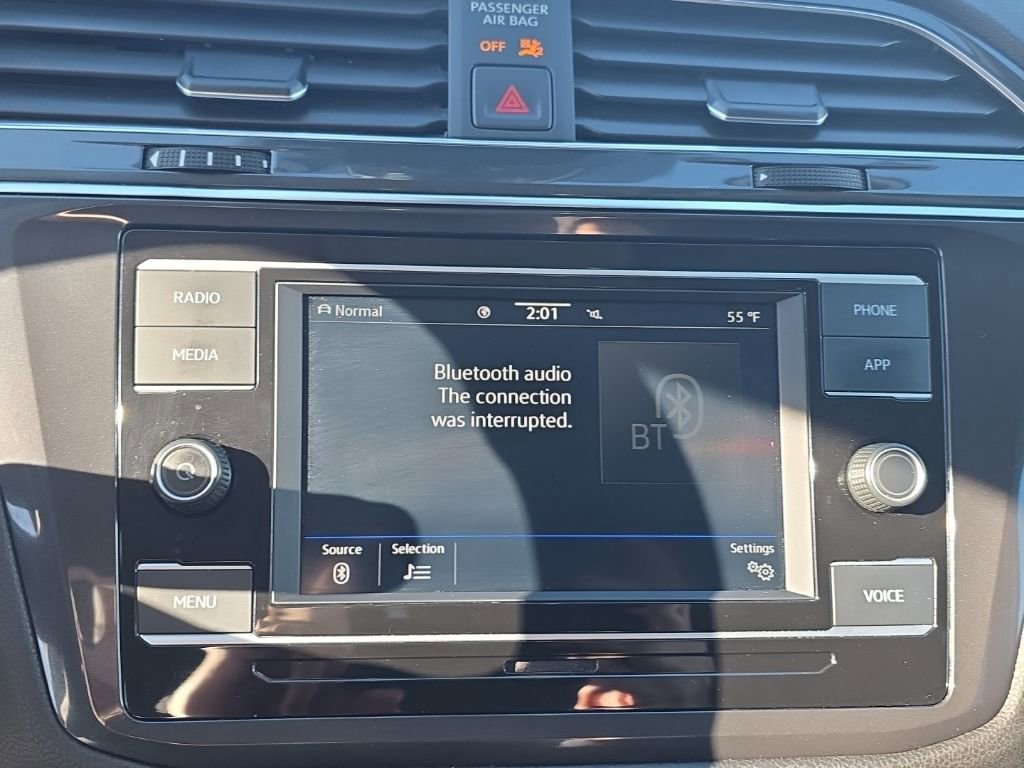 PASSENGER
AIR BAG
OFF
RADIO
MEDIA
Normal
2:01
55 °F
PHONE
APP
Bluetooth audio
The connection
was interrupted.
BT
Source
Selection
Settings
MENU
VOICE